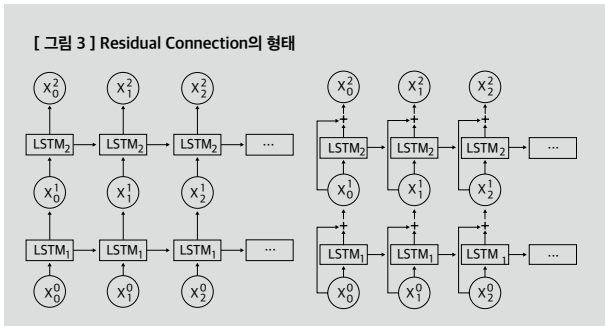 [ 그림 3 ] Residual Connection의 형태
X₀² X₁² X₂² X₀² X₁² X₂²
+ + +
LSTM₂ LSTM₂ LSTM₂ ... LSTM₂ LSTM₂ LSTM₂ ...
X₀¹ X₁¹ X₂¹ X₀¹ X₁¹ X₂¹
+ + +
LSTM₁ LSTM₁ LSTM₁ ... LSTM₁ LSTM₁ LSTM₁ ...
X₀⁰ X₁⁰ X₂⁰ X₀⁰ X₁⁰ X₂⁰